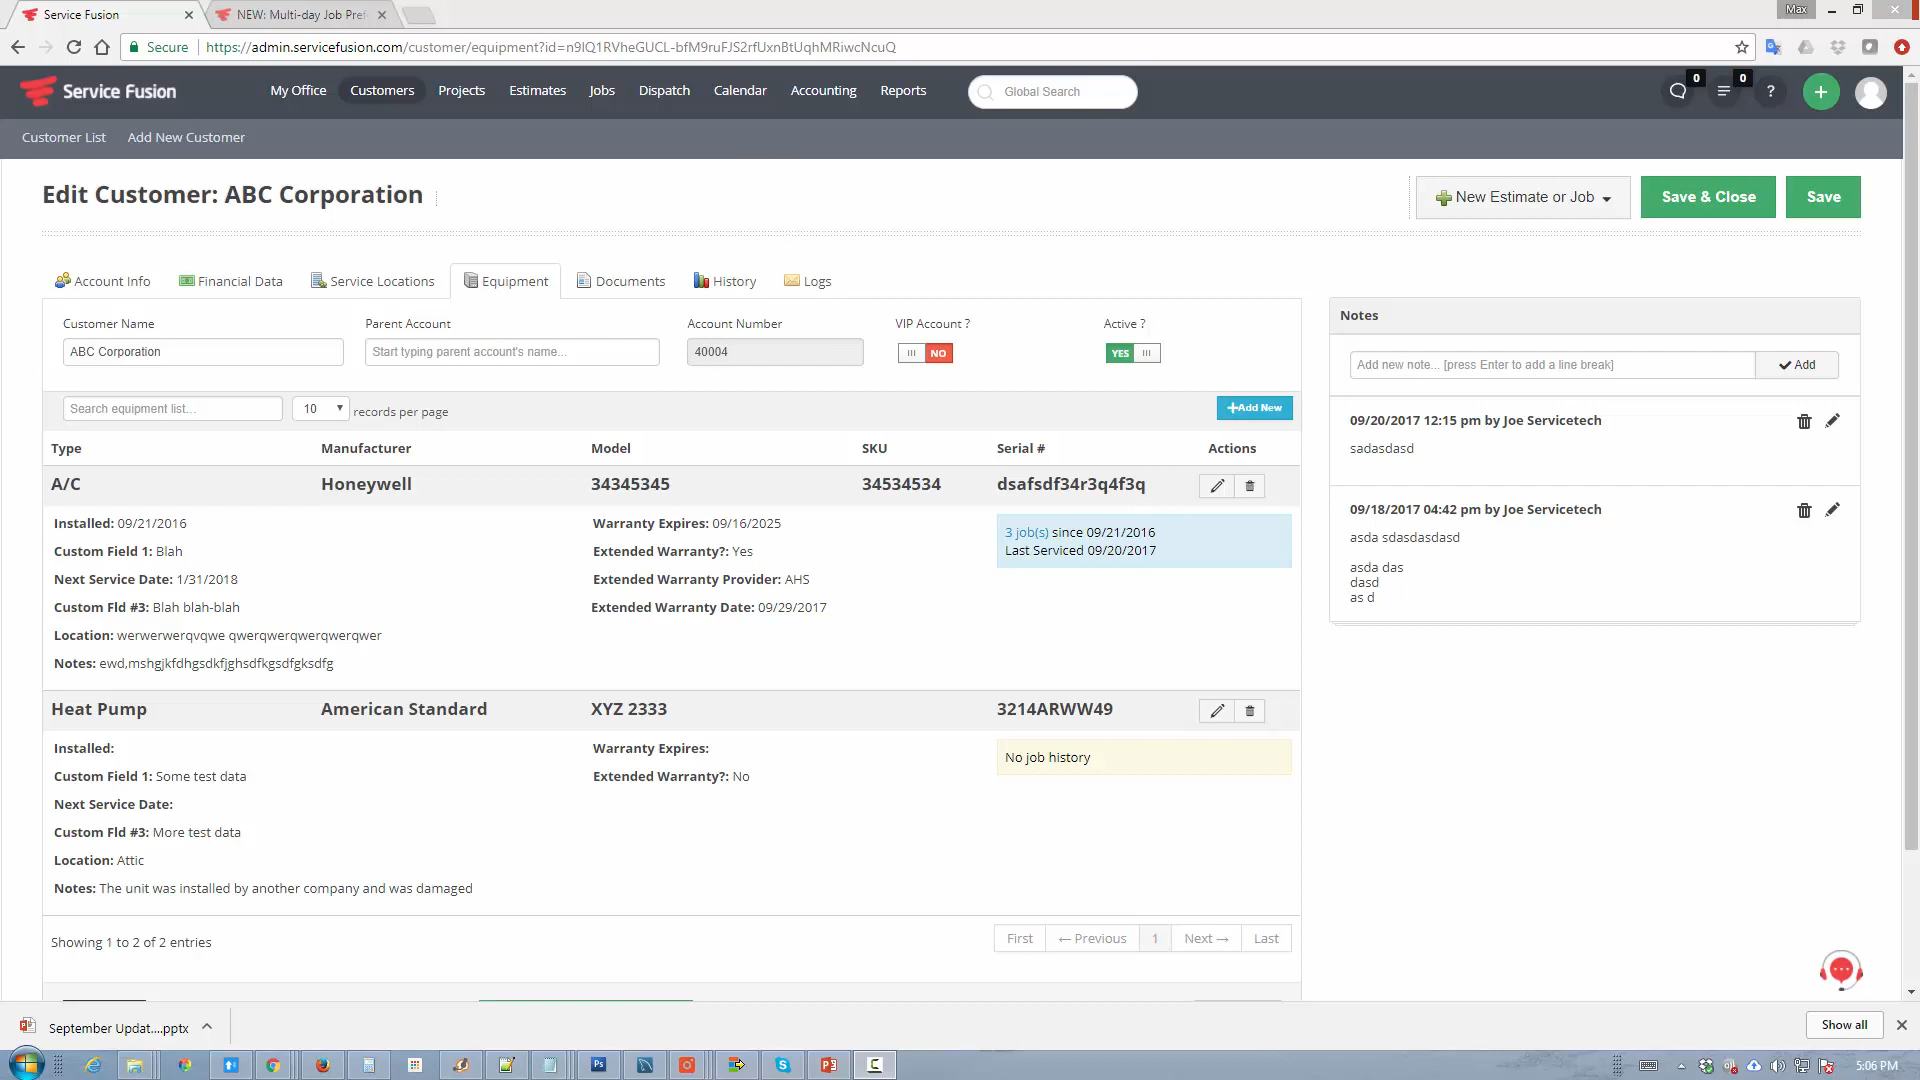 Service Fusion
NEW: Multi-day Job Pref
Max
Secure
https://admin.servicefusion.com/customer/equipment?id=n9IQ1RVheGUCL-bfM9ruFJS2rfUxnBtUqhMRiwcNcuQ
Service Fusion
My Office
Customers
Projects
Estimates
Jobs
Dispatch
Calendar
Accounting
Reports
Global Search
0
0
?
+
Customer List
Add New Customer
Edit Customer: ABC Corporation
New Estimate or Job
Save & Close
Save
Account Info
Financial Data
Service Locations
Equipment
Documents
History
Logs
Customer Name
Parent Account
Account Number
VIP Account ?
Active ?
ABC Corporation
Start typing parent account's name...
40004
NO
YES
Search equipment list...
10
records per page
Add New
Type
Manufacturer
Model
SKU
Serial #
Actions
A/C
Honeywell
34345345
34534534
dsafsdf34r3q4f3q
Installed: 09/21/2016
Warranty Expires: 09/16/2025
3 job(s) since 09/21/2016
Last Serviced 09/20/2017
Custom Field 1: Blah
Extended Warranty?: Yes
Next Service Date: 1/31/2018
Extended Warranty Provider: AHS
Custom Fld #3: Blah blah-blah
Extended Warranty Date: 09/29/2017
Location: werwerwerqvqwe qwerqwerqwerqwerqwer
Notes: ewd,mshgjkfdhgsdkfjghsdfkgsdfgksdfg
Heat Pump
American Standard
XYZ 2333
3214ARWW49
Installed:
Warranty Expires:
No job history
Custom Field 1: Some test data
Extended Warranty?: No
Next Service Date:
Custom Fld #3: More test data
Location: Attic
Notes: The unit was installed by another company and was damaged
Showing 1 to 2 of 2 entries
First
← Previous
1
Next →
Last
Notes
Add new note... [press Enter to add a line break]
Add
09/20/2017 12:15 pm by Joe Servicetech
sadasdasd
09/18/2017 04:42 pm by Joe Servicetech
asda sdasdasdasd
asda das
dasd
as d
September Updat....pptx
Show all
5:06 PM